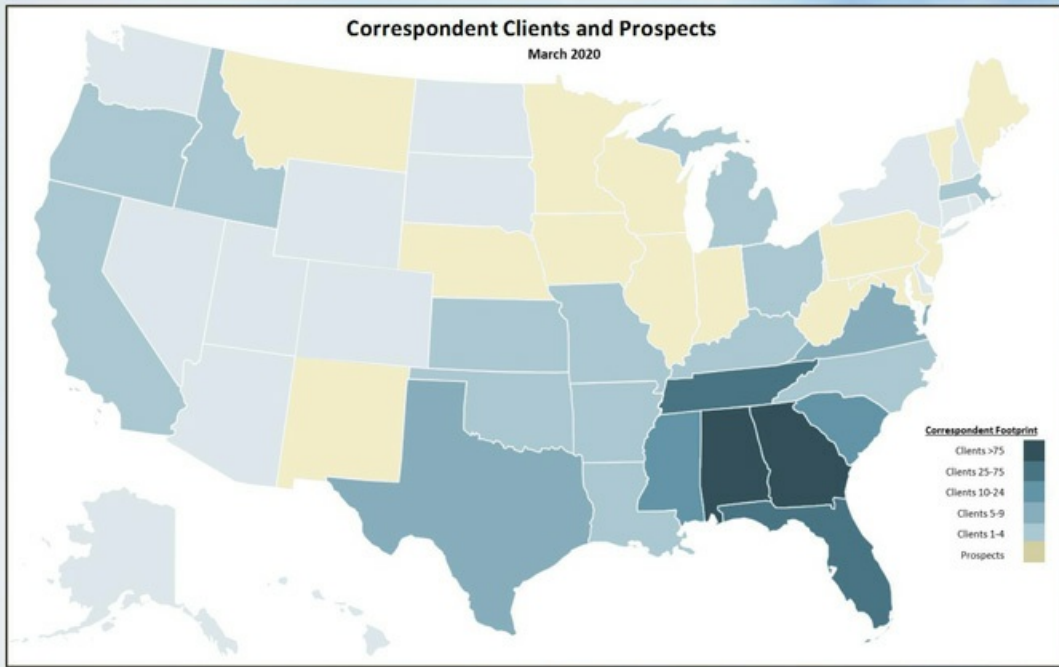 Correspondent Clients and Prospects
March 2020
Correspondent Footprint
Clients >75
Clients 25-75
Clients 10-24
Clients 5-9
Clients 1-4
Prospects